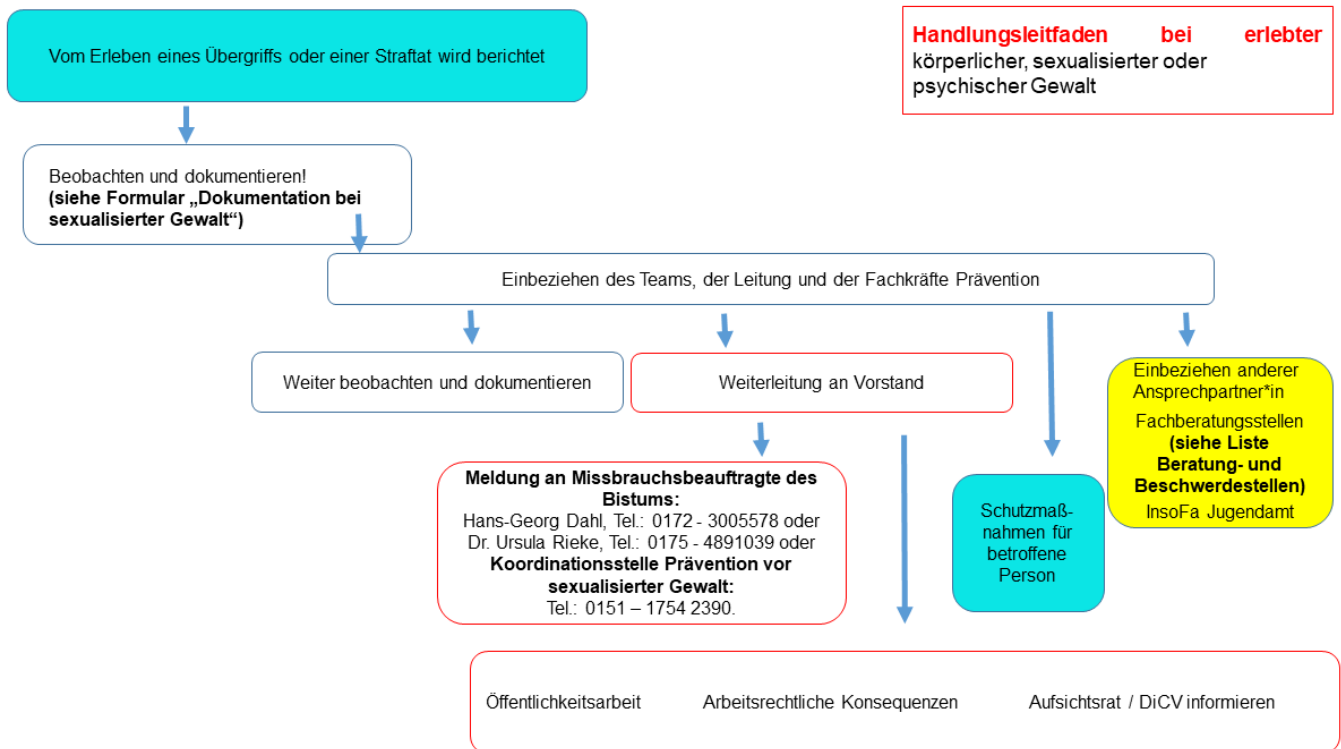 Vom Erleben eines Übergriffs oder einer Straftat wird berichtet
Handlungsleitfaden bei erlebter
körperlicher, sexualisierter oder
psychischer Gewalt
Beobachten und dokumentieren!
(siehe Formular „Dokumentation bei
sexualisierter Gewalt“)
Einbeziehen des Teams, der Leitung und der Fachkräfte Prävention
Weiter beobachten und dokumentieren
Weiterleitung an Vorstand
Einbeziehen anderer
Ansprechpartner*in
Fachberatungsstellen
(siehe Liste
Beratung- und
Beschwerdestellen)
InsoFa Jugendamt
Meldung an Missbrauchsbeauftragte des
Bistums:
Hans-Georg Dahl, Tel.: 0172 - 3005578 oder
Dr. Ursula Rieke, Tel.: 0175 - 4891039 oder
Koordinationsstelle Prävention vor
sexualisierter Gewalt:
Tel.: 0151 – 1754 2390.
Schutzmaß-
nahmen für
betroffene
Person
Öffentlichkeitsarbeit Arbeitsrechtliche Konsequenzen Aufsichtsrat / DiCV informieren